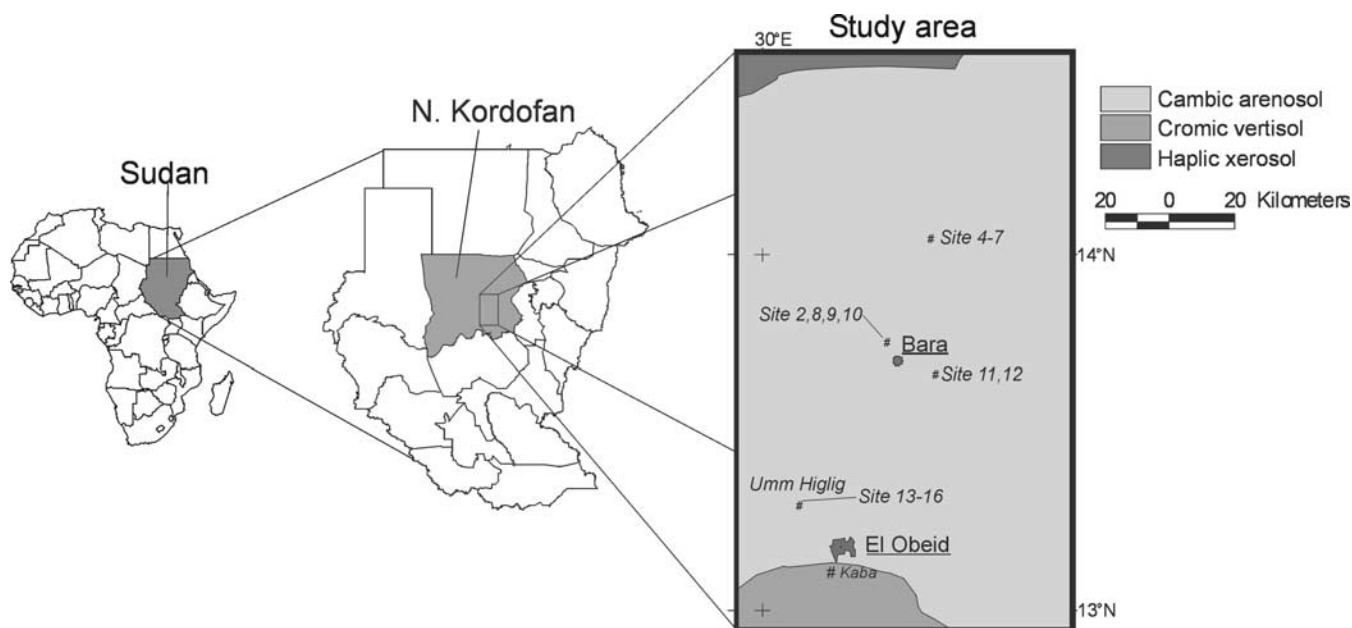 Study area
30°E
N. Kordofan
Sudan
Cambic arenosol
Cromic vertisol
Haplic xerosol
20 0 20 Kilometers
# Site 4-7
14°N
Site 2,8,9,10
#
Bara
# Site 11,12
Umm Higlig
Site 13-16
#
El Obeid
# Kaba
13°N